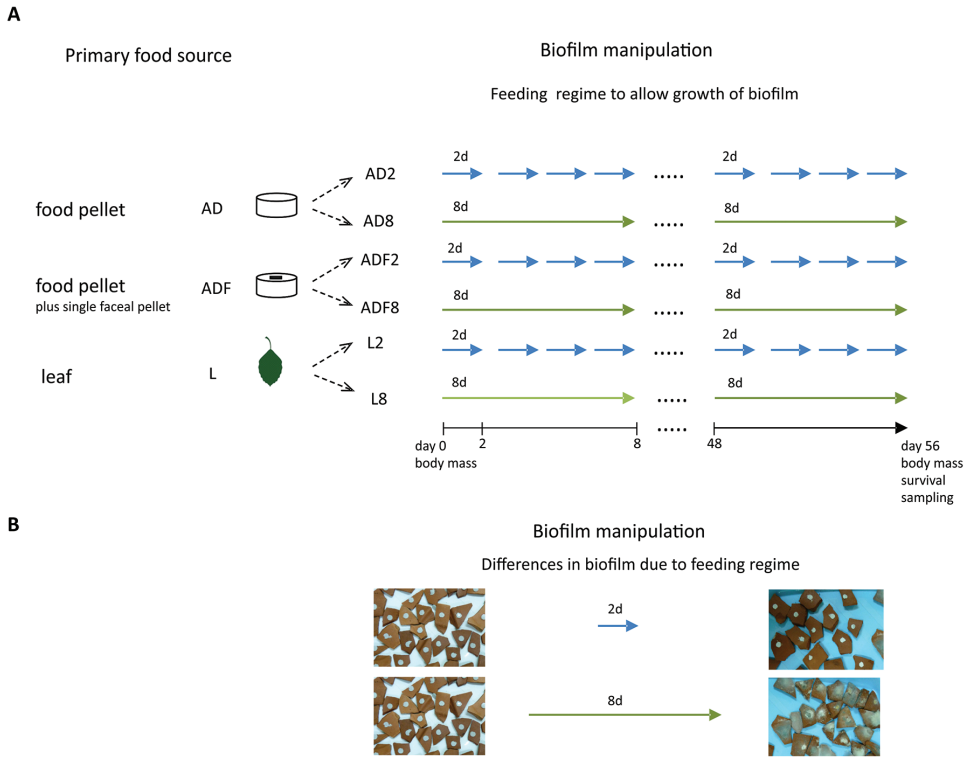 A
Primary food source
Biofilm manipulation
Feeding regime to allow growth of biofilm
2d 2d
AD2
food pellet AD
8d 8d
AD8
2d 2d
ADF2
food pellet ADF
plus single faeceal pellet
8d 8d
ADF8
2d 2d
L2
leaf L
8d 8d
L8
..... .....
day 0 2 8 48 day 56
body mass body mass
survival
sampling
B
Biofilm manipulation
Differences in biofilm due to feeding regime
2d
8d